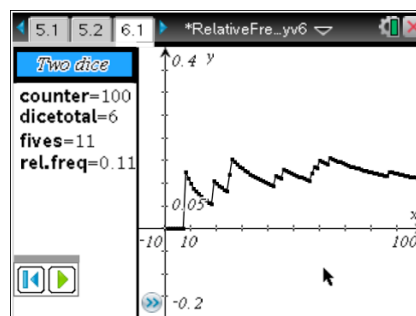 5.1 5.2 6.1 *RelativeFre…yv6
Two dice
counter=100
dicetotal=6
fives=11
rel.freq=0.11
0.4 y
0.05
x
-10 10 100
-0.2